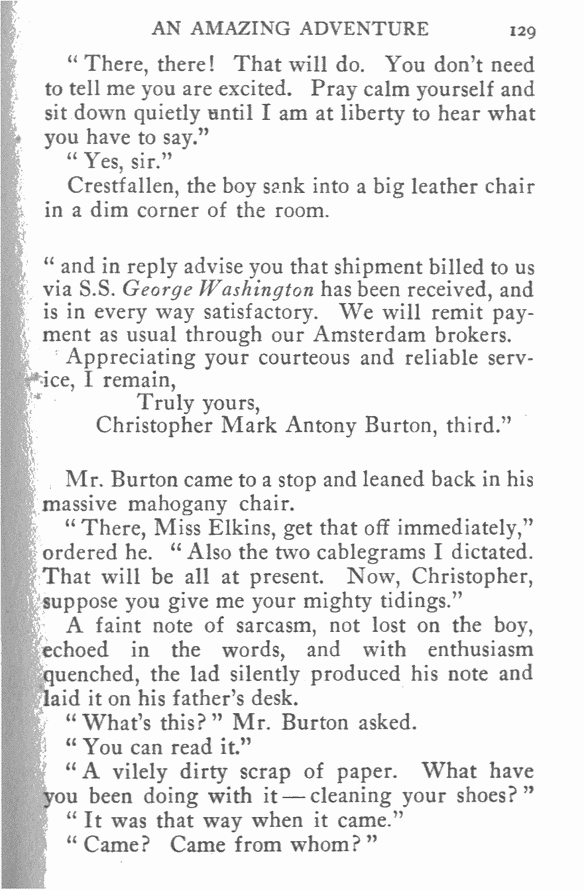 AN AMAZING ADVENTURE 129
“ There, there! That will do. You don’t need
to tell me you are excited. Pray calm yourself and
sit down quietly until I am at liberty to hear what
you have to say.”
“ Yes, sir.”
Crestfallen, the boy sank into a big leather chair
in a dim corner of the room.
“ and in reply advise you that shipment billed to us
via S.S. George Washington has been received, and
is in every way satisfactory. We will remit pay-
ment as usual through our Amsterdam brokers.
Appreciating your courteous and reliable serv-
ice, I remain,
Truly yours,
Christopher Mark Antony Burton, third.”
Mr. Burton came to a stop and leaned back in his
massive mahogany chair.
“ There, Miss Elkins, get that off immediately,”
ordered he. “ Also the two cablegrams I dictated.
That will be all at present. Now, Christopher,
suppose you give me your mighty tidings.”
A faint note of sarcasm, not lost on the boy,
echoed in the words, and with enthusiasm
quenched, the lad silently produced his note and
laid it on his father’s desk.
“ What’s this? ” Mr. Burton asked.
“ You can read it.”
“ A vilely dirty scrap of paper. What have
you been doing with it — cleaning your shoes? ”
“ It was that way when it came.”
“ Came? Came from whom? ”